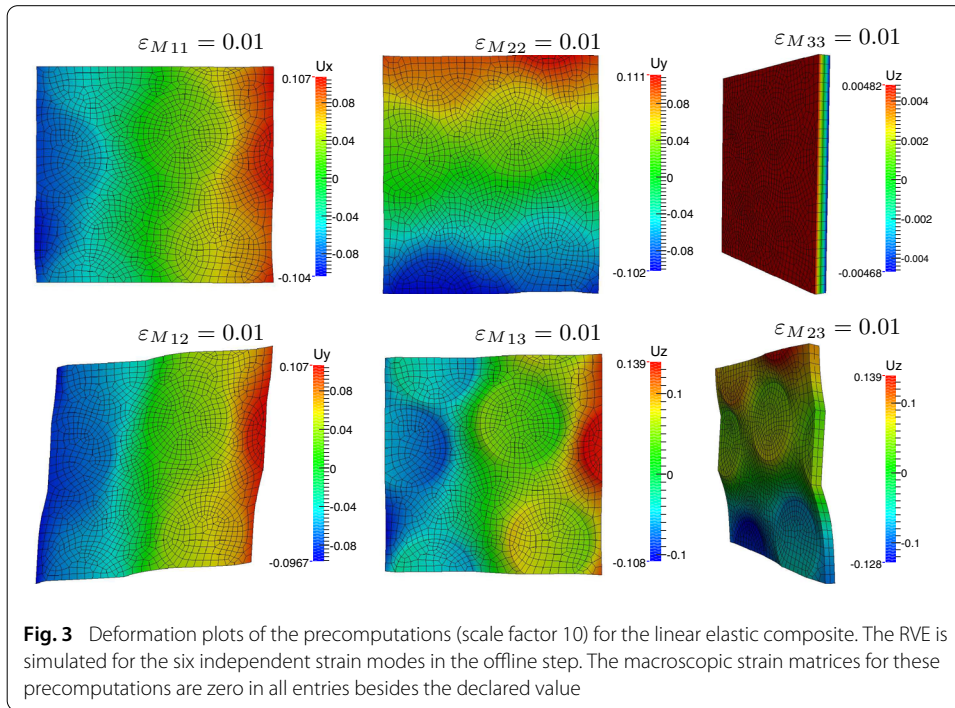 ε_{M11} = 0.01
Ux
0.107
0.08
0.04
0
-0.04
-0.08
-0.104
ε_{M22} = 0.01
Uy
0.111
0.08
0.04
0
-0.04
-0.08
-0.102
ε_{M33} = 0.01
Uz
0.00482
0.004
0.002
0
-0.002
-0.004
-0.00468
ε_{M12} = 0.01
Uy
0.107
0.08
0.04
0
-0.04
-0.08
-0.0967
ε_{M13} = 0.01
Uz
0.139
0.1
0
-0.1
-0.108
ε_{M23} = 0.01
Uz
0.139
0.1
0
-0.1
-0.128
Fig. 3 Deformation plots of the precomputations (scale factor 10) for the linear elastic composite. The RVE is
simulated for the six independent strain modes in the offline step. The macroscopic strain matrices for these
precomputations are zero in all entries besides the declared value